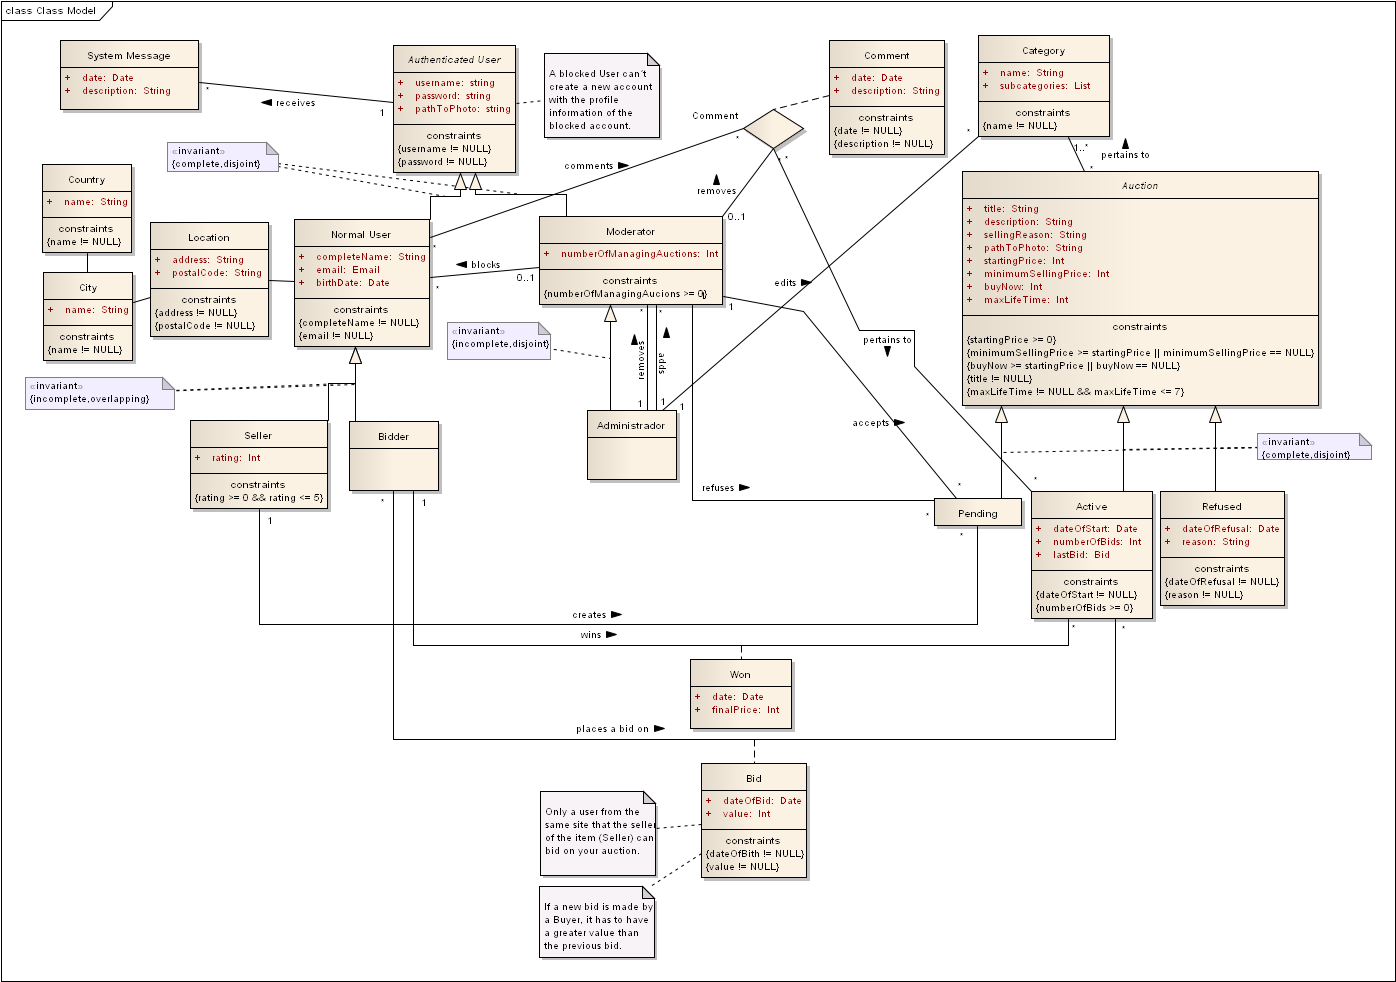 class Class Model
System Message
+ date: Date
+ description: String
receives
*
1
Authenticated User
+ username: string
+ password: string
+ pathToPhoto: string
constraints
{username != NULL}
{password != NULL}
A blocked User can't
create a new account
with the profile
information of the
blocked account.
Comment
+ date: Date
+ description: String
constraints
{date != NULL}
{description != NULL}
Category
+ name: String
+ subcategories: List
constraints
{name != NULL}
Comment
*
*
*
comments
removes
0..1
*
1..*
*
pertains to
«invariant»
{complete,disjoint}
Country
+ name: String
constraints
{name != NULL}
City
+ name: String
constraints
{name != NULL}
Location
+ address: String
+ postalCode: String
constraints
{address != NULL}
{postalCode != NULL}
Normal User
+ completeName: String
+ email: Email
+ birthDate: Date
constraints
{completeName != NULL}
{email != NULL}
*
*
blocks
0..1
Moderator
+ numberOfManagingAuctions: Int
constraints
{numberOfManagingAucions >= 0}
Auction
+ title: String
+ description: String
+ sellingReason: String
+ pathToPhoto: String
+ startingPrice: Int
+ minimumSellingPrice: Int
+ buyNow: Int
+ maxLifeTime: Int
constraints
{startingPrice >= 0}
{minimumSellingPrice >= startingPrice || minimumSellingPrice == NULL}
{buyNow >= startingPrice || buyNow == NULL}
{title != NULL}
{maxLifeTime != NULL && maxLifeTime <= 7}
edits
1
*
*
removes
adds
1
1
1
pertains to
«invariant»
{incomplete,disjoint}
«invariant»
{incomplete,overlapping}
Seller
+ rating: Int
constraints
{rating >= 0 && rating <= 5}
1
Bidder
*
1
Administrador
accepts
*
refuses
*
*
«invariant»
{complete,disjoint}
Pending
*
Active
+ dateOfStart: Date
+ numberOfBids: Int
+ lastBid: Bid
constraints
{dateOfStart != NULL}
{numberOfBids >= 0}
*
*
Refused
+ dateOfRefusal: Date
+ reason: String
constraints
{dateOfRefusal != NULL}
{reason != NULL}
creates
wins
Won
+ date: Date
+ finalPrice: Int
places a bid on
Bid
+ dateOfBid: Date
+ value: Int
constraints
{dateOfBith != NULL}
{value != NULL}
Only a user from the
same site that the seller
of the item (Seller) can
bid on your auction.
If a new bid is made by
a Buyer, it has to have
a greater value than
the previous bid.